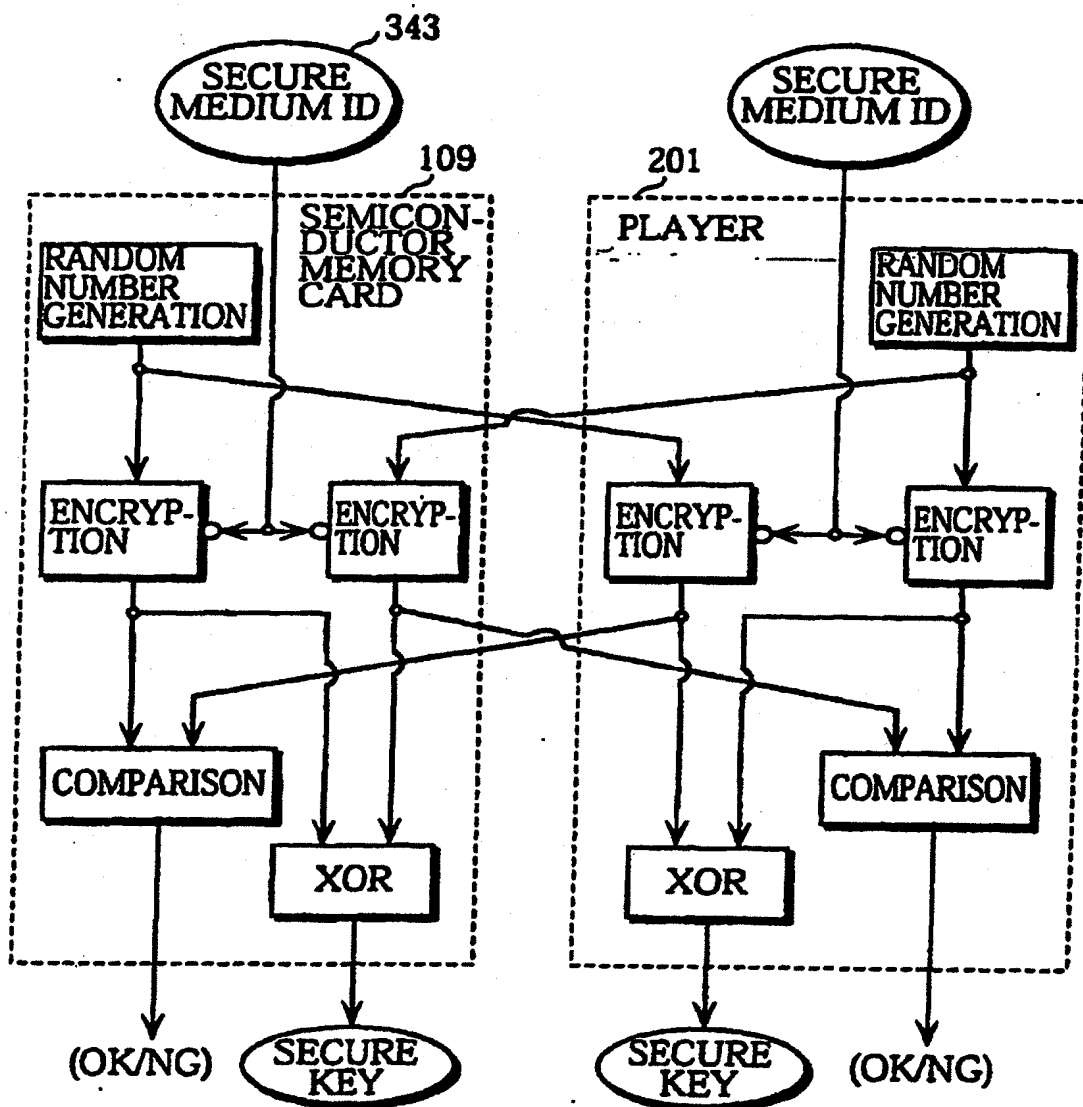 343
SECURE
MEDIUM ID
SECURE
MEDIUM ID
109
201
SEMICON-
DUCTOR
MEMORY
CARD
PLAYER
RANDOM
NUMBER
GENERATION
RANDOM
NUMBER
GENERATION
ENCRYP-
TION
ENCRYP-
TION
ENCRYP-
TION
ENCRYP-
TION
COMPARISON
COMPARISON
XOR
XOR
(OK/NG)
SECURE
KEY
SECURE
KEY
(OK/NG)